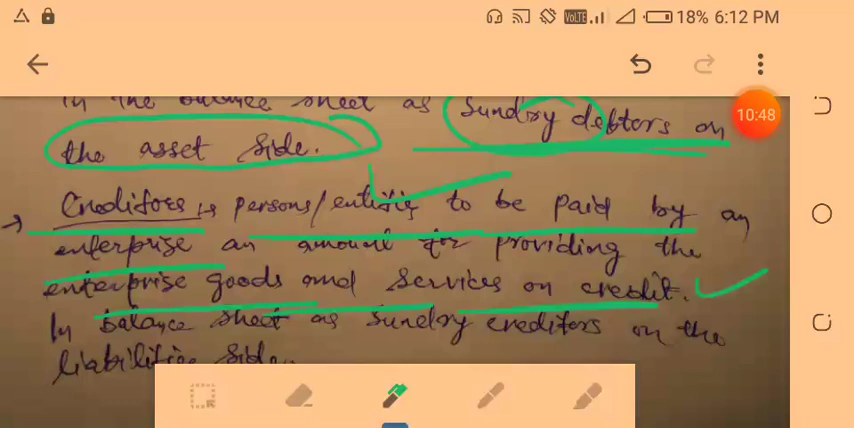 VoLTE 18% 6:12 PM
10:48
in the balance sheet as Sundry debtors on
the asset side.
→ Creditors is persons/entitis to be paid by an
enterprise an amount for providing the
enterprise goods and services on credit.
In balance sheet as sundry creditors on the
liabilities side.